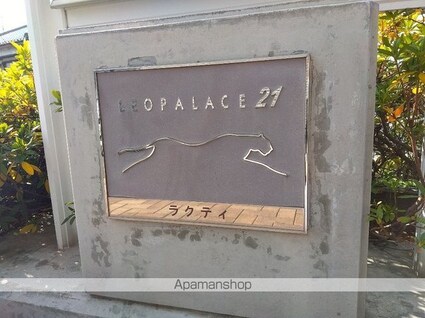 LEOPALACE 21
ラクティ
Apamanshop